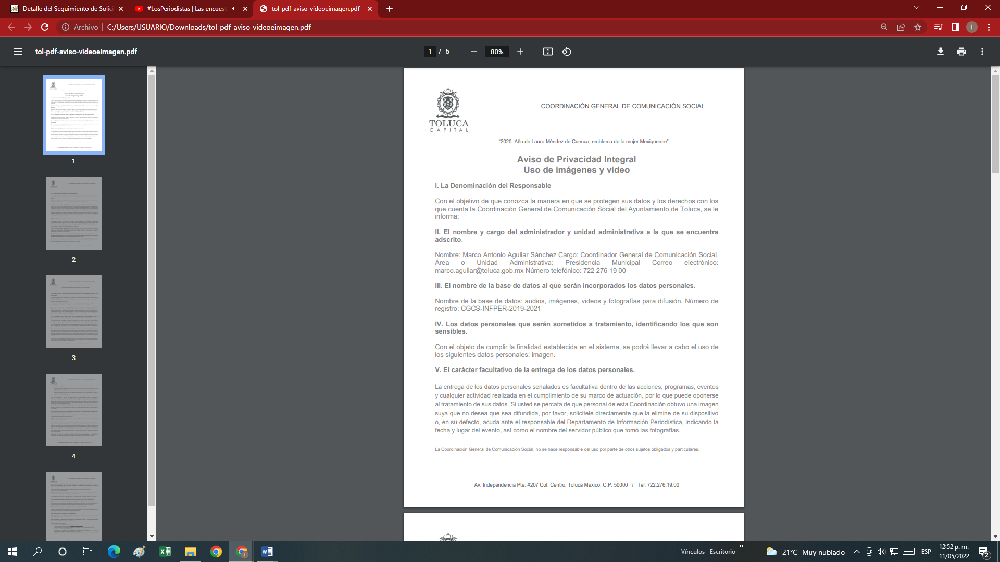 Detalle del Seguimiento de Solici
#LosPeriodistas | Las encuest
tol-pdf-aviso-videoeimagen.pdf
Archivo C:/Users/USUARIO/Downloads/tol-pdf-aviso-videoeimagen.pdf
tol-pdf-aviso-videoeimagen.pdf
1 / 5
80%
1
2
3
4
TOLUCA
CAPITAL
COORDINACIÓN GENERAL DE COMUNICACIÓN SOCIAL
“2020. Año de Laura Méndez de Cuenca; emblema de la mujer Mexiquense”
Aviso de Privacidad Integral
Uso de imágenes y video
I. La Denominación del Responsable
Con el objetivo de que conozca la manera en que se protegen sus datos y los derechos con los
que cuenta la Coordinación General de Comunicación Social del Ayuntamiento de Toluca, se le
informa:
II. El nombre y cargo del administrador y unidad administrativa a la que se encuentra
adscrito.
Nombre: Marco Antonio Aguilar Sánchez Cargo: Coordinador General de Comunicación Social.
Área o Unidad Administrativa: Presidencia Municipal Correo electrónico:
marco.aguilar@toluca.gob.mx Número telefónico: 722 276 19 00
III. El nombre de la base de datos al que serán incorporados los datos personales.
Nombre de la base de datos: audios, imágenes, videos y fotografías para difusión. Número de
registro: CGCS-INFPER-2019-2021
IV. Los datos personales que serán sometidos a tratamiento, identificando los que son
sensibles.
Con el objeto de cumplir la finalidad establecida en el sistema, se podrá llevar a cabo el uso de
los siguientes datos personales: imagen.
V. El carácter facultativo de la entrega de los datos personales.
La entrega de los datos personales señalados es facultativa dentro de las acciones, programas, eventos
y cualquier actividad realizada en el cumplimiento de su marco de actuación, por lo que puede oponerse
al tratamiento de sus datos. Si usted se percata de que personal de esta Coordinación obtuvo una imagen
suya que no desea que sea difundida, por favor, solicítele directamente que la elimine de su dispositivo
o, en su defecto, acuda ante el responsable del Departamento de Información Periodística, indicando la
fecha y lugar del evento, así como el nombre del servidor público que tomó las fotografías.
La Coordinación General de Comunicación Social, no se hace responsable del uso por parte de otros sujetos obligados y particulares.
Av. Independencia Pte. #207 Col. Centro, Toluca México. C.P. 50000 / Tel: 722.276.19.00
Vínculos Escritorio
21°C Muy nublado
ESP
12:52 p. m.
11/05/2022
2